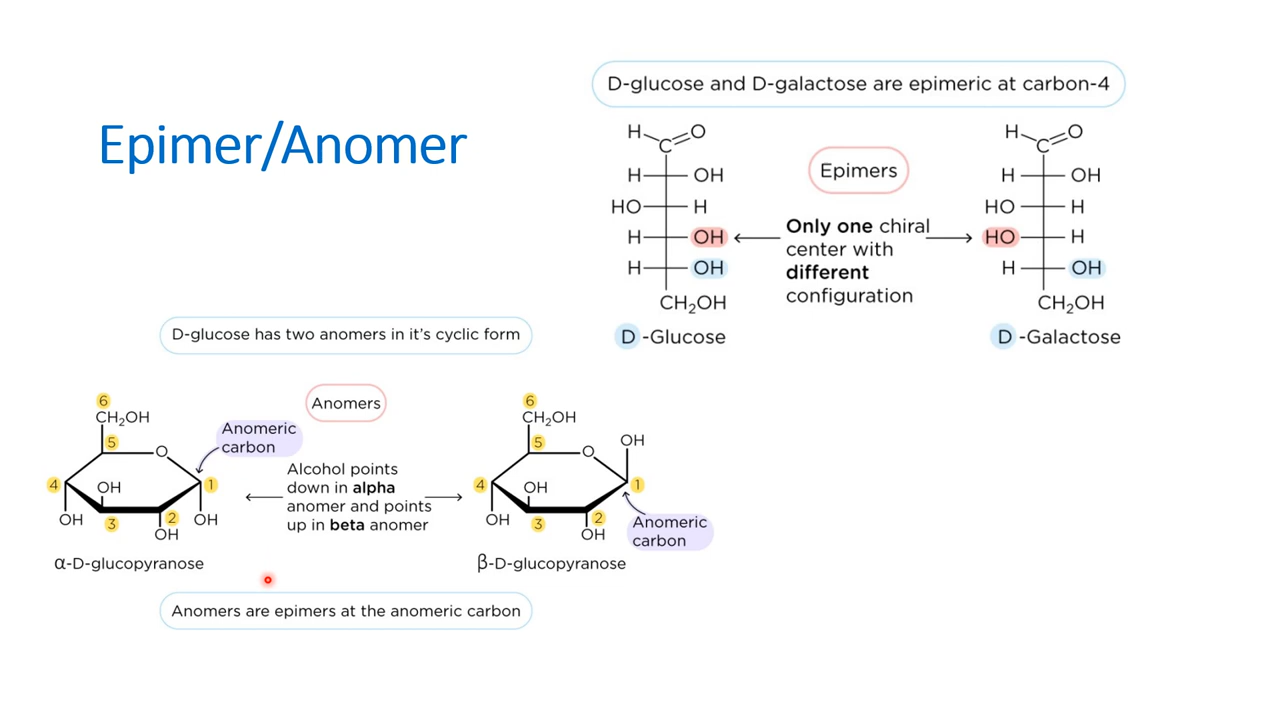 Epimer/Anomer
D-glucose and D-galactose are epimeric at carbon-4
H O
C
H OH
HO H
H OH
H OH
CH₂OH
D -Glucose
Epimers
Only one chiral
center with
different
configuration
H O
C
H OH
HO H
HO H
H OH
CH₂OH
D -Galactose
D-glucose has two anomers in it's cyclic form
6
CH₂OH
5 O
Anomeric
carbon
4 OH 1
OH 3 2 OH
OH
α-D-glucopyranose
Anomers
Alcohol points
down in alpha
anomer and points
up in beta anomer
6
CH₂OH
5 O OH
4 OH 1
OH 3 2
OH
Anomeric
carbon
β-D-glucopyranose
Anomers are epimers at the anomeric carbon